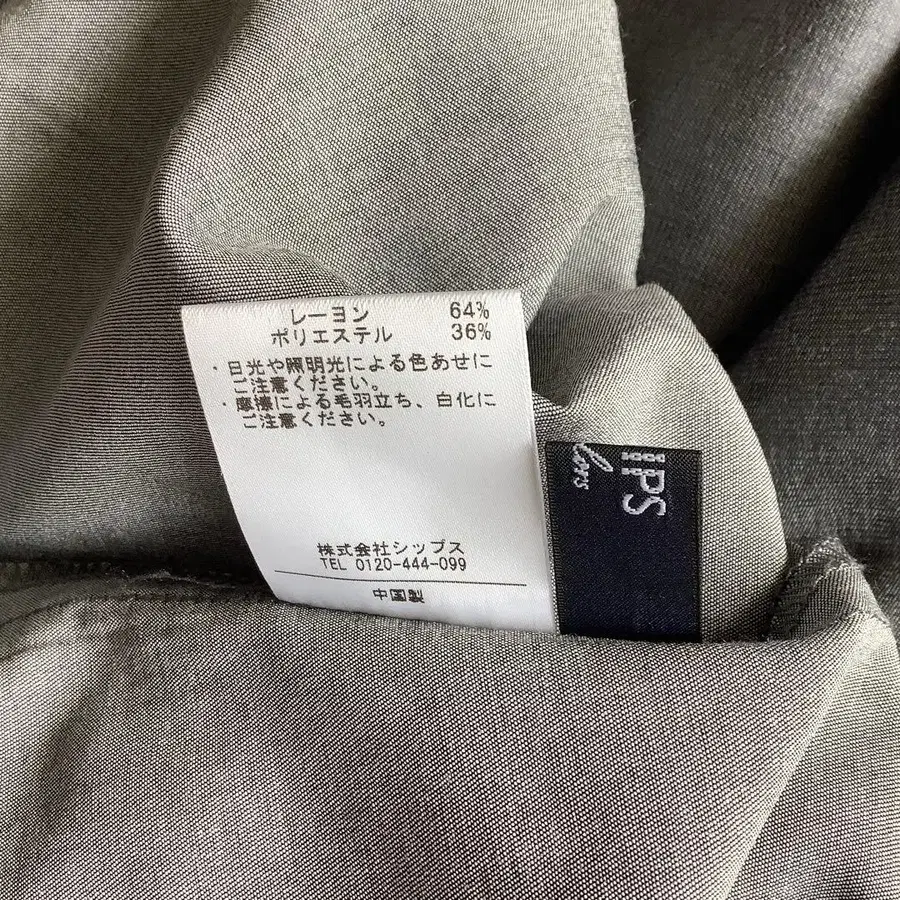 レーヨン 64%
ポリエステル 36%
・日光や照明光による色あせに
ご注意ください。
・摩擦による毛羽立ち、白化に
ご注意ください。
株式会社シップス
TEL 0120-444-099
中国製
IPS
lors